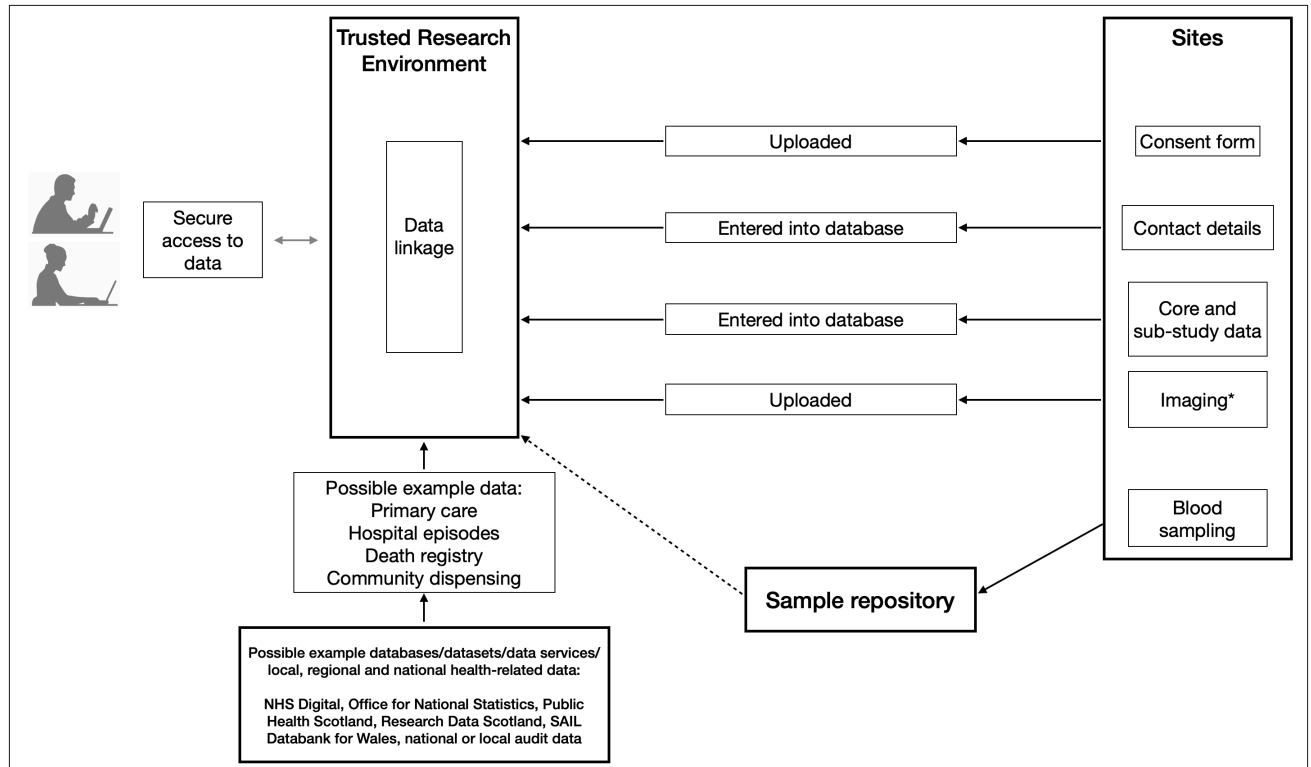 Trusted Research
Environment
Sites
Uploaded
Consent form
Secure
access to
data
Data
linkage
Entered into database
Contact details
Entered into database
Core and
sub-study data
Uploaded
Imaging*
Possible example data:
Primary care
Hospital episodes
Death registry
Community dispensing
Blood
sampling
Sample repository
Possible example databases/datasets/data services/
local, regional and national health-related data:
NHS Digital, Office for National Statistics, Public
Health Scotland, Research Data Scotland, SAIL
Databank for Wales, national or local audit data